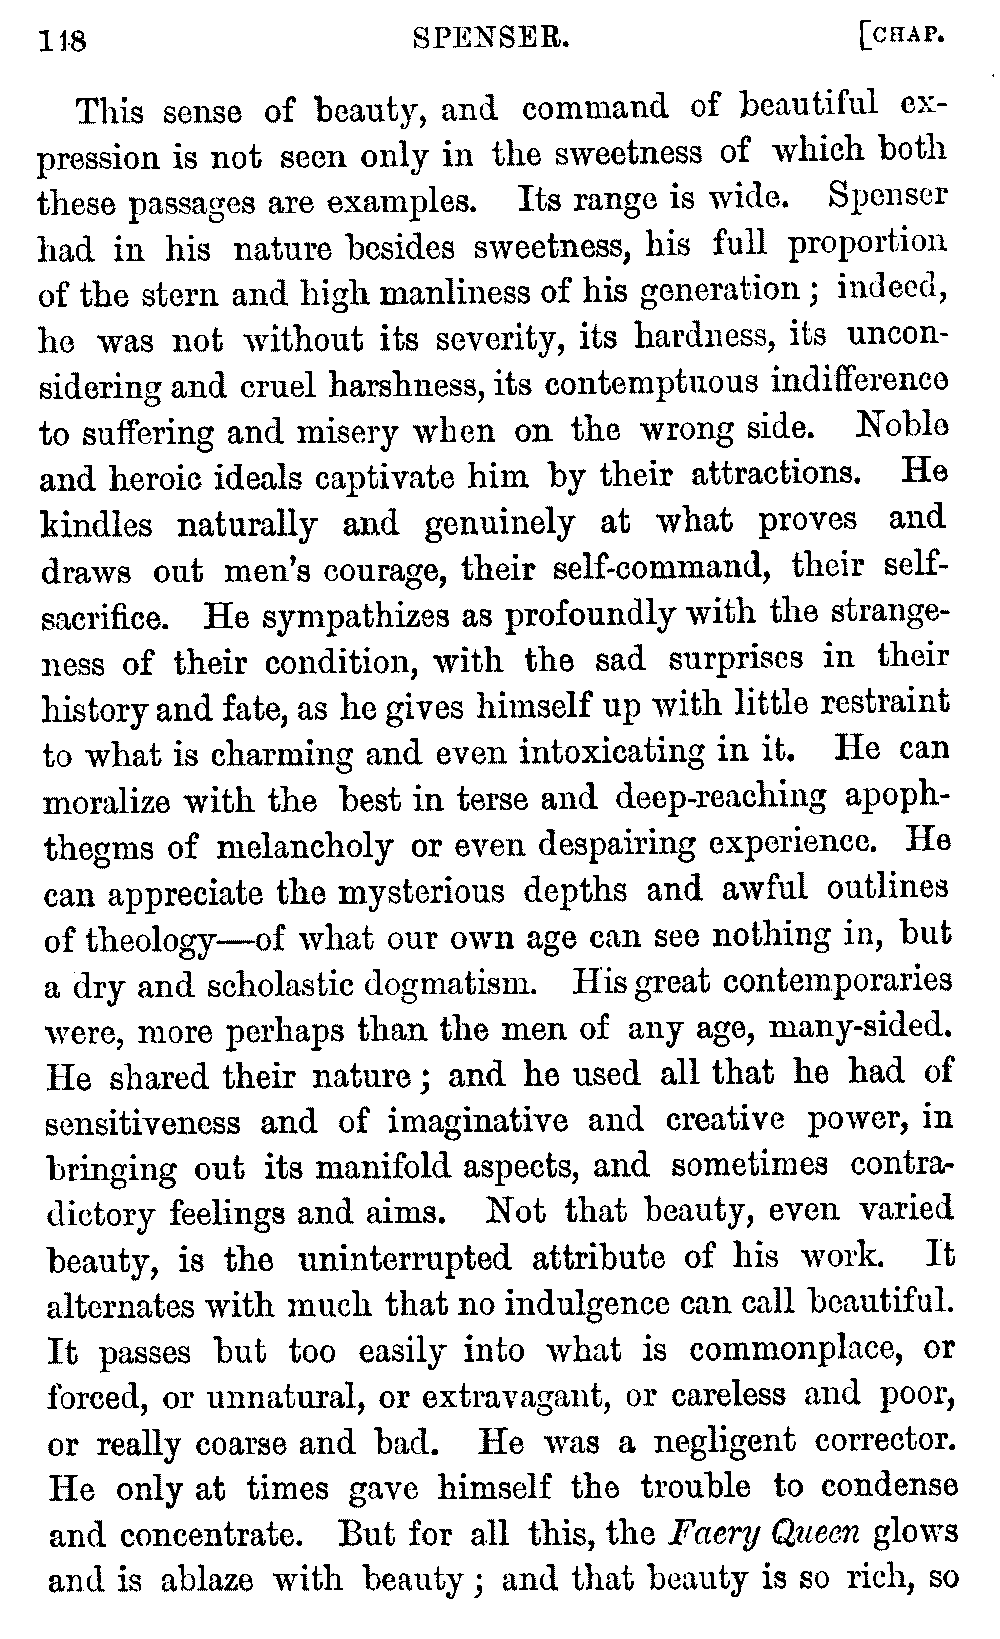 118 SPENSER. [CHAP.
This sense of beauty, and command of beautiful ex-
pression is not seen only in the sweetness of which both
these passages are examples. Its range is wide. Spenser
had in his nature besides sweetness, his full proportion
of the stern and high manliness of his generation; indeed,
he was not without its severity, its hardness, its uncon-
sidering and cruel harshness, its contemptuous indifference
to suffering and misery when on the wrong side. Noble
and heroic ideals captivate him by their attractions. He
kindles naturally and genuinely at what proves and
draws out men's courage, their self-command, their self-
sacrifice. He sympathizes as profoundly with the strange-
ness of their condition, with the sad surprises in their
history and fate, as he gives himself up with little restraint
to what is charming and even intoxicating in it. He can
moralize with the best in terse and deep-reaching apoph-
thegms of melancholy or even despairing experience. He
can appreciate the mysterious depths and awful outlines
of theology—of what our own age can see nothing in, but
a dry and scholastic dogmatism. His great contemporaries
were, more perhaps than the men of any age, many-sided.
He shared their nature; and he used all that he had of
sensitiveness and of imaginative and creative power, in
bringing out its manifold aspects, and sometimes contra-
dictory feelings and aims. Not that beauty, even varied
beauty, is the uninterrupted attribute of his work. It
alternates with much that no indulgence can call beautiful.
It passes but too easily into what is commonplace, or
forced, or unnatural, or extravagant, or careless and poor,
or really coarse and bad. He was a negligent corrector.
He only at times gave himself the trouble to condense
and concentrate. But for all this, the Faery Queen glows
and is ablaze with beauty; and that beauty is so rich, so